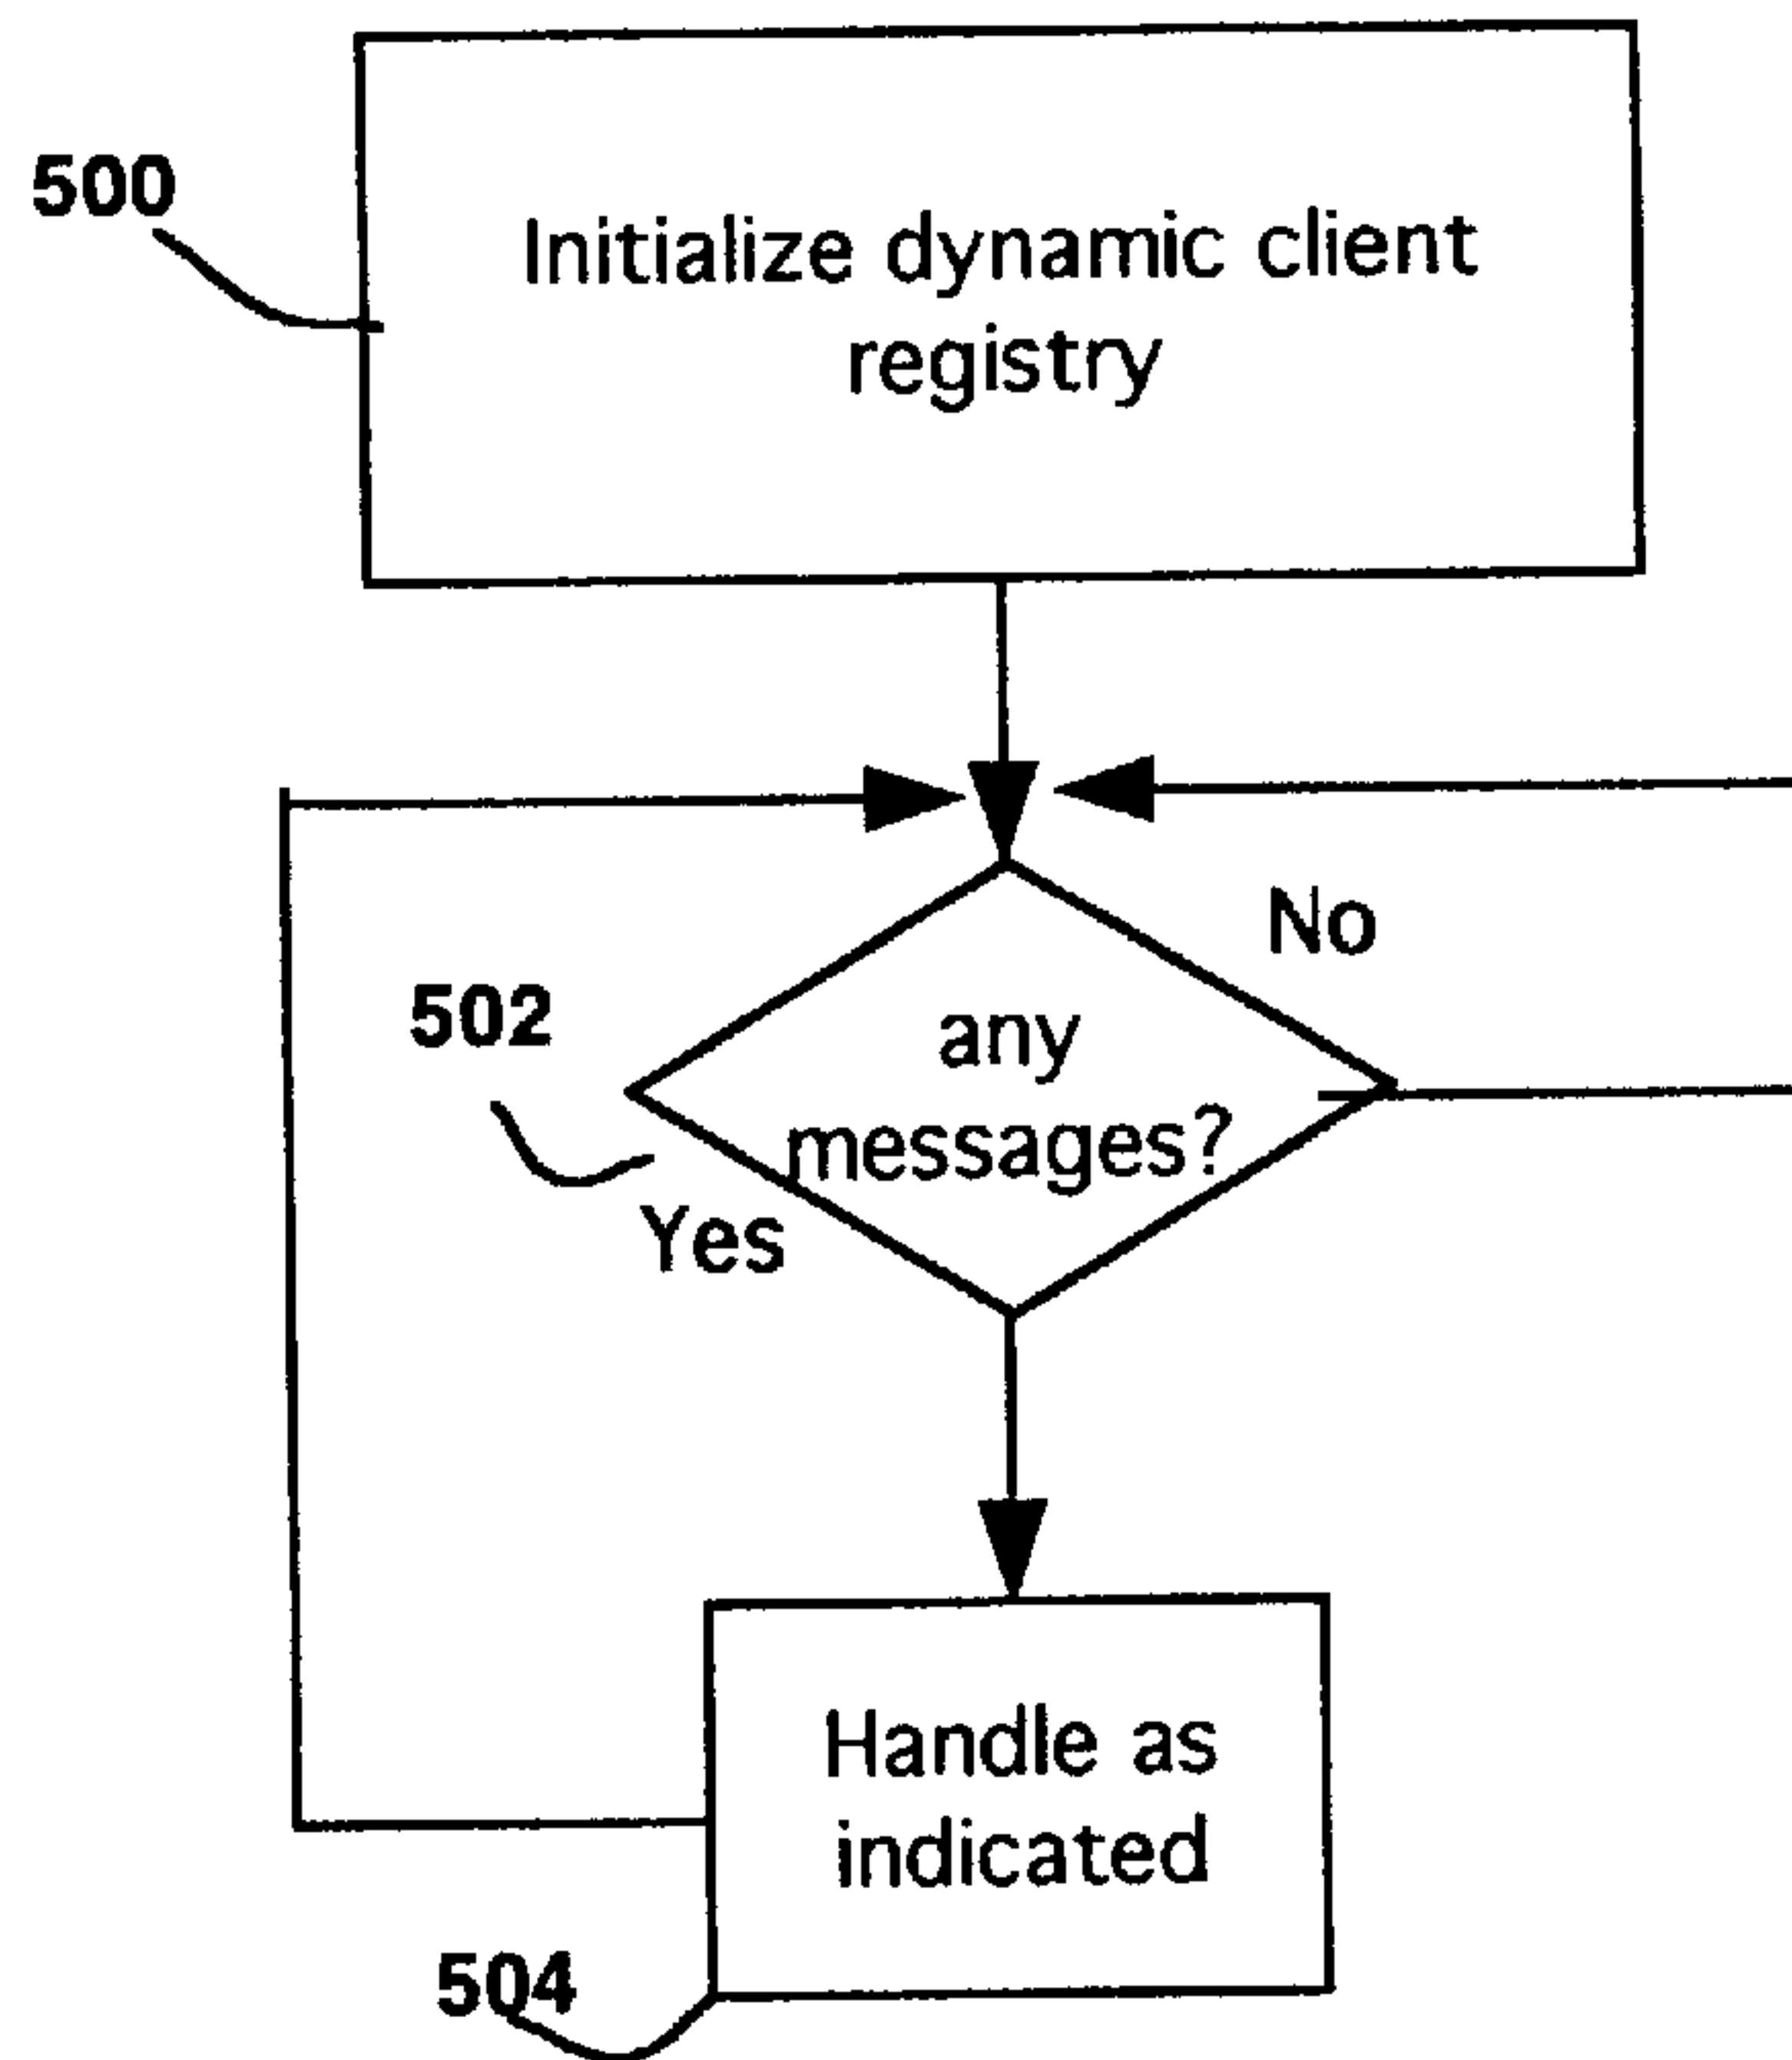 500
Initialize dynamic client
registry
No
502
any
messages?
Yes
Handle as
indicated
504